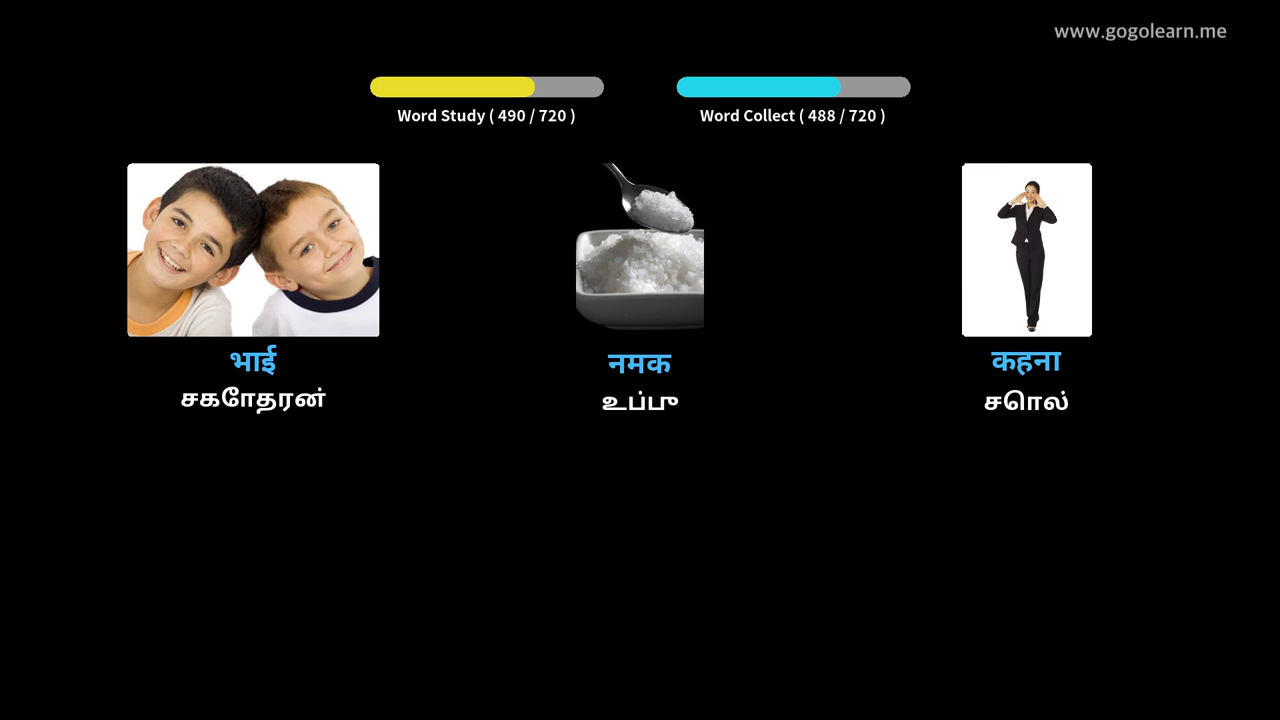 www.gogolearn.me
Word Study ( 490 / 720 )
Word Collect ( 488 / 720 )
भाई
नमक
कहना
சகோதரன்
உப்பு
சொல்